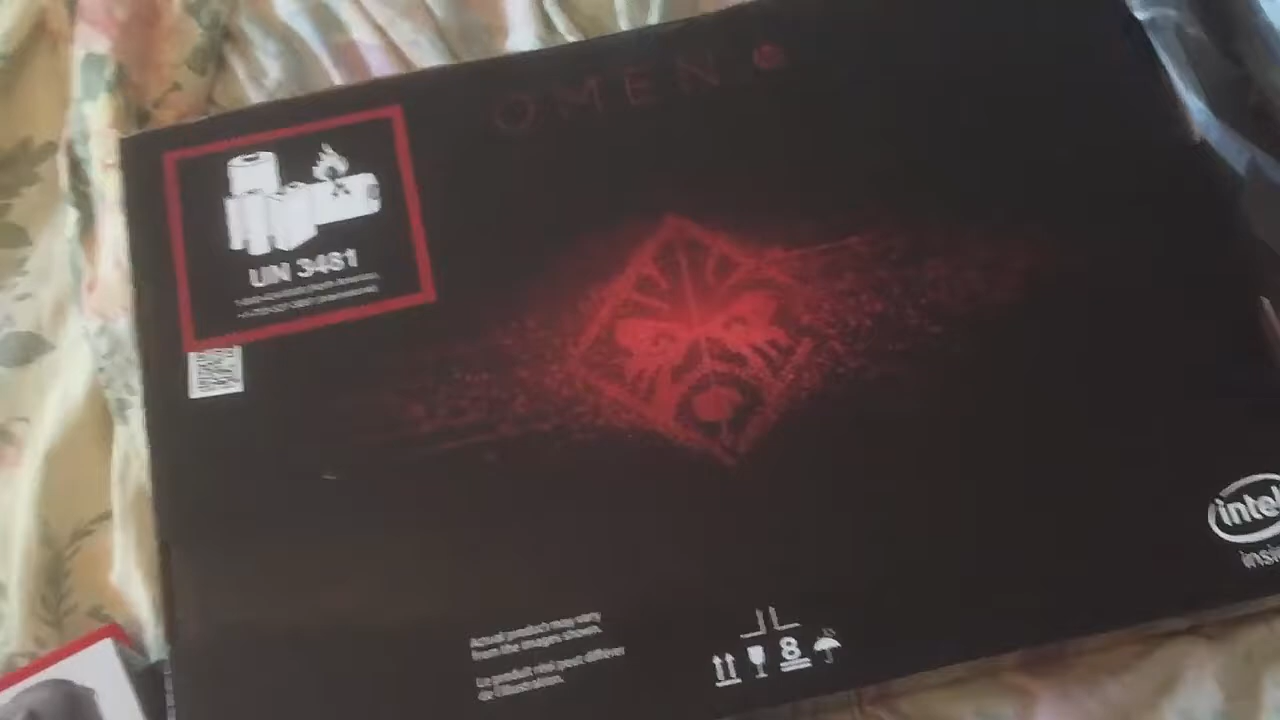 OMEN
UN 3481
intel
insi
Actual product may vary
from the images shown.
Le produit réel peut différer
de l'illustration.
8